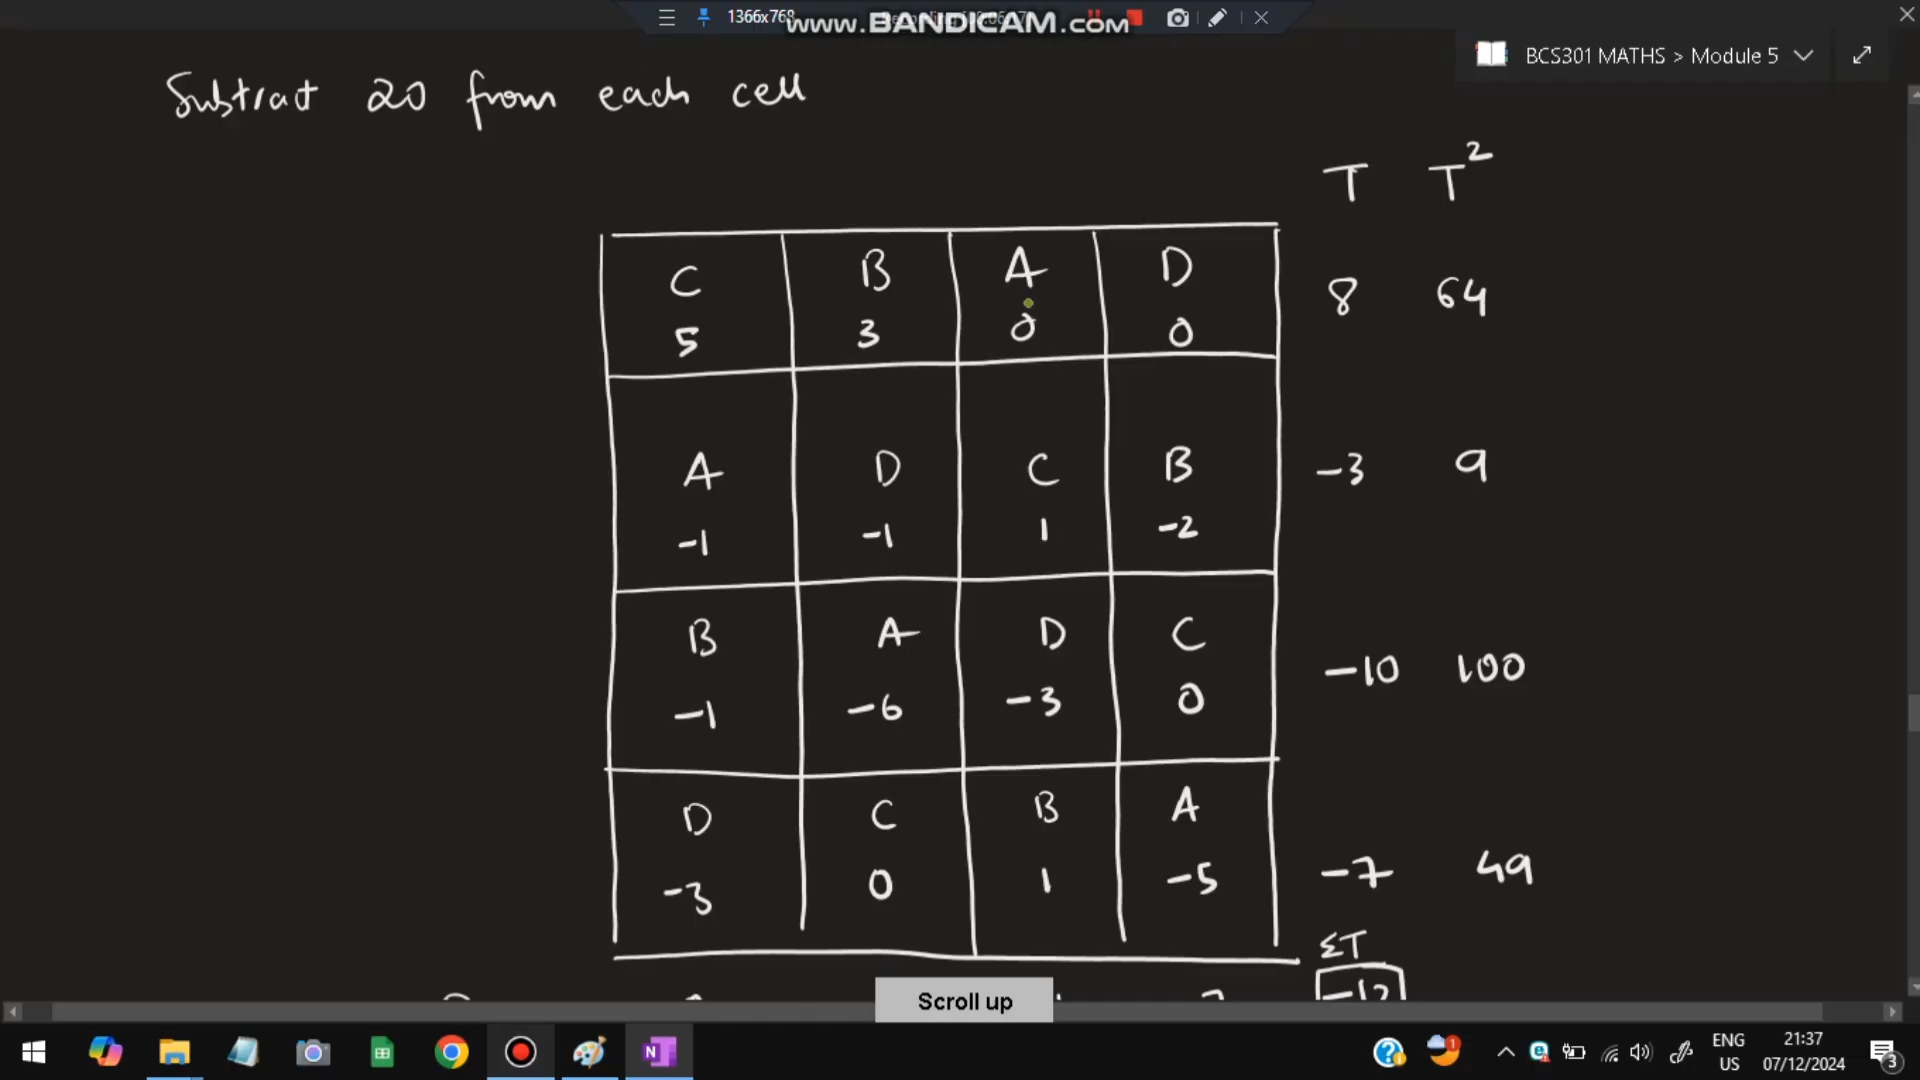 1366x768
www.BANDICAM.com
BCS301 MATHS > Module 5
Subtract 20 from each cell
T T²
C B A D
5 3 0 0 8 64
A D C B
-1 -1 1 -2 -3 9
B A D C
-1 -6 -3 0 -10 100
D C B A
-3 0 1 -5 -7 49
ΣT
-12
Scroll up
ENG
US
21:37
07/12/2024
3